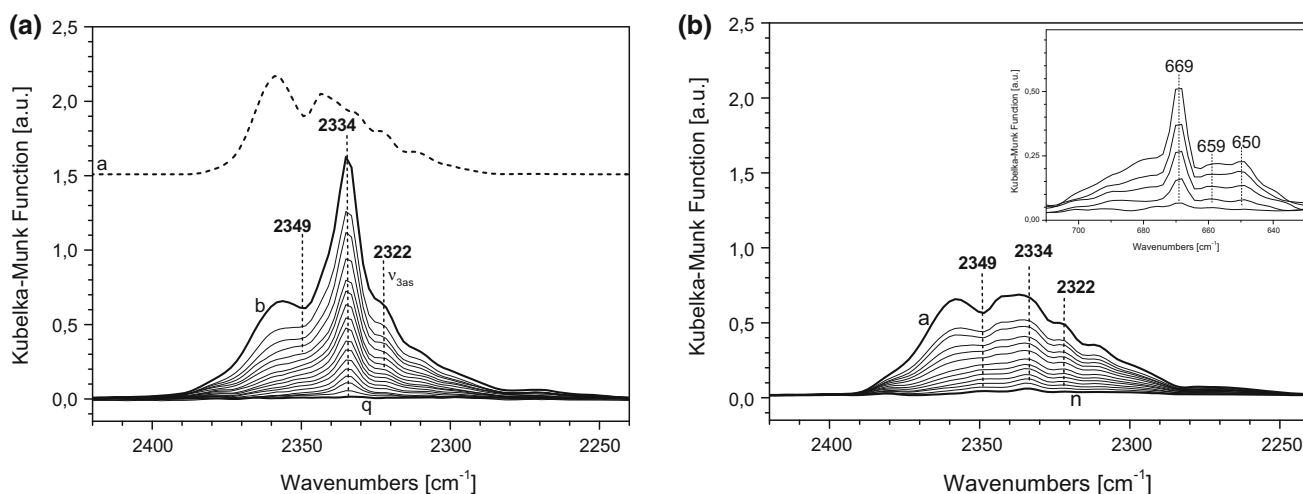 (a)
2,5
2,0
1,5
1,0
0,5
0,0
Kubelka-Munk Function [a.u.]
a
2334
2349
2322
ν3as
b
q
2400 2350 2300 2250
Wavenumbers [cm-1]
(b)
2,5
2,0
1,5
1,0
0,5
0,0
Kubelka-Munk Function [a.u.]
2349
2334
2322
a
n
2400 2350 2300 2250
Wavenumbers [cm-1]
0,50
0,25
0,00
Kubelka-Munk Function [a.u.]
669
659 650
700 680 660 640
Wavenumbers [cm-1]